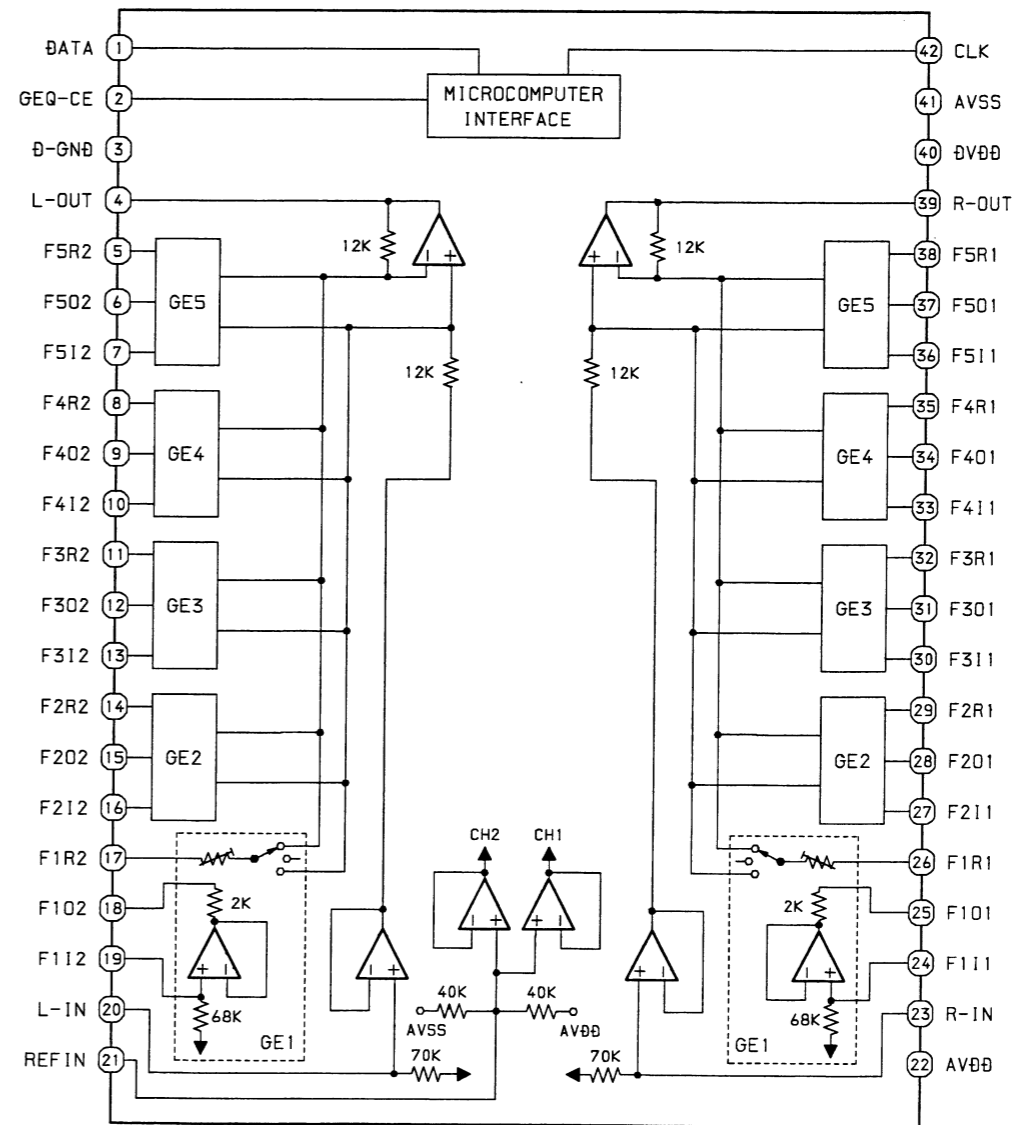 DATA 1
42 CLK
GEQ-CE 2
MICROCOMPUTER
INTERFACE
41 AVSS
D-GND 3
40 DVDD
L-OUT 4
39 R-OUT
12K
12K
F5R2 5
38 F5R1
F5O2 6
GE5
GE5
37 F5O1
F5I2 7
36 F5I1
12K
12K
F4R2 8
35 F4R1
F4O2 9
GE4
GE4
34 F4O1
F4I2 10
33 F4I1
F3R2 11
32 F3R1
F3O2 12
GE3
GE3
31 F3O1
F3I2 13
30 F3I1
F2R2 14
29 F2R1
F2O2 15
GE2
GE2
28 F2O1
F2I2 16
27 F2I1
CH2
CH1
F1R2 17
26 F1R1
F1O2 18
2K
2K
25 F1O1
F1I2 19
24 F1I1
L-IN 20
68K
GE1
40K
40K
AVSS
AVDD
68K
GE1
23 R-IN
REFIN 21
70K
70K
22 AVDD